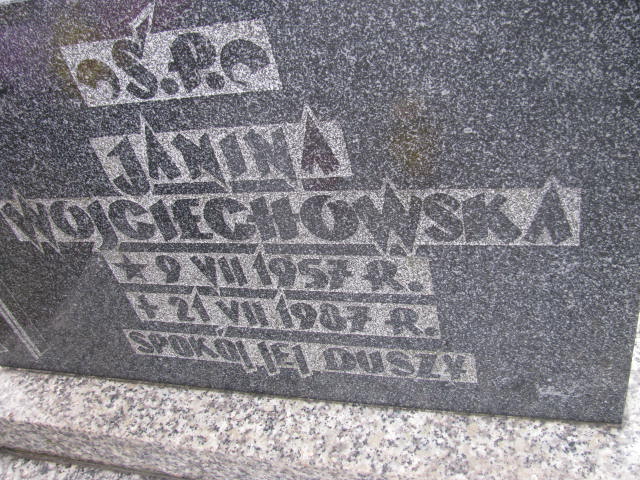 Ś.P.
JANINA
WOJCIECHOWSKA
* 9 VII 1957 R.
+ 21 VII 1987 R.
SPOKÓJ JEJ DUSZY